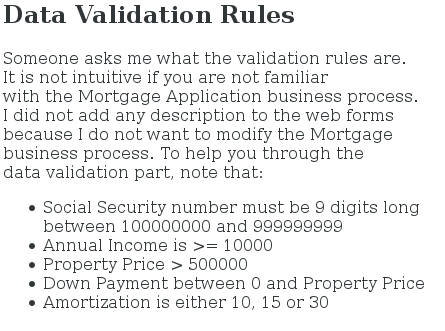 Data Validation Rules
Someone asks me what the validation rules are.
It is not intuitive if you are not familiar
with the Mortgage Application business process.
I did not add any description to the web forms
because I do not want to modify the Mortgage
business process. To help you through the
data validation part, note that:
• Social Security number must be 9 digits long
between 100000000 and 999999999
• Annual Income is >= 10000
• Property Price > 500000
• Down Payment between 0 and Property Price
• Amortization is either 10, 15 or 30